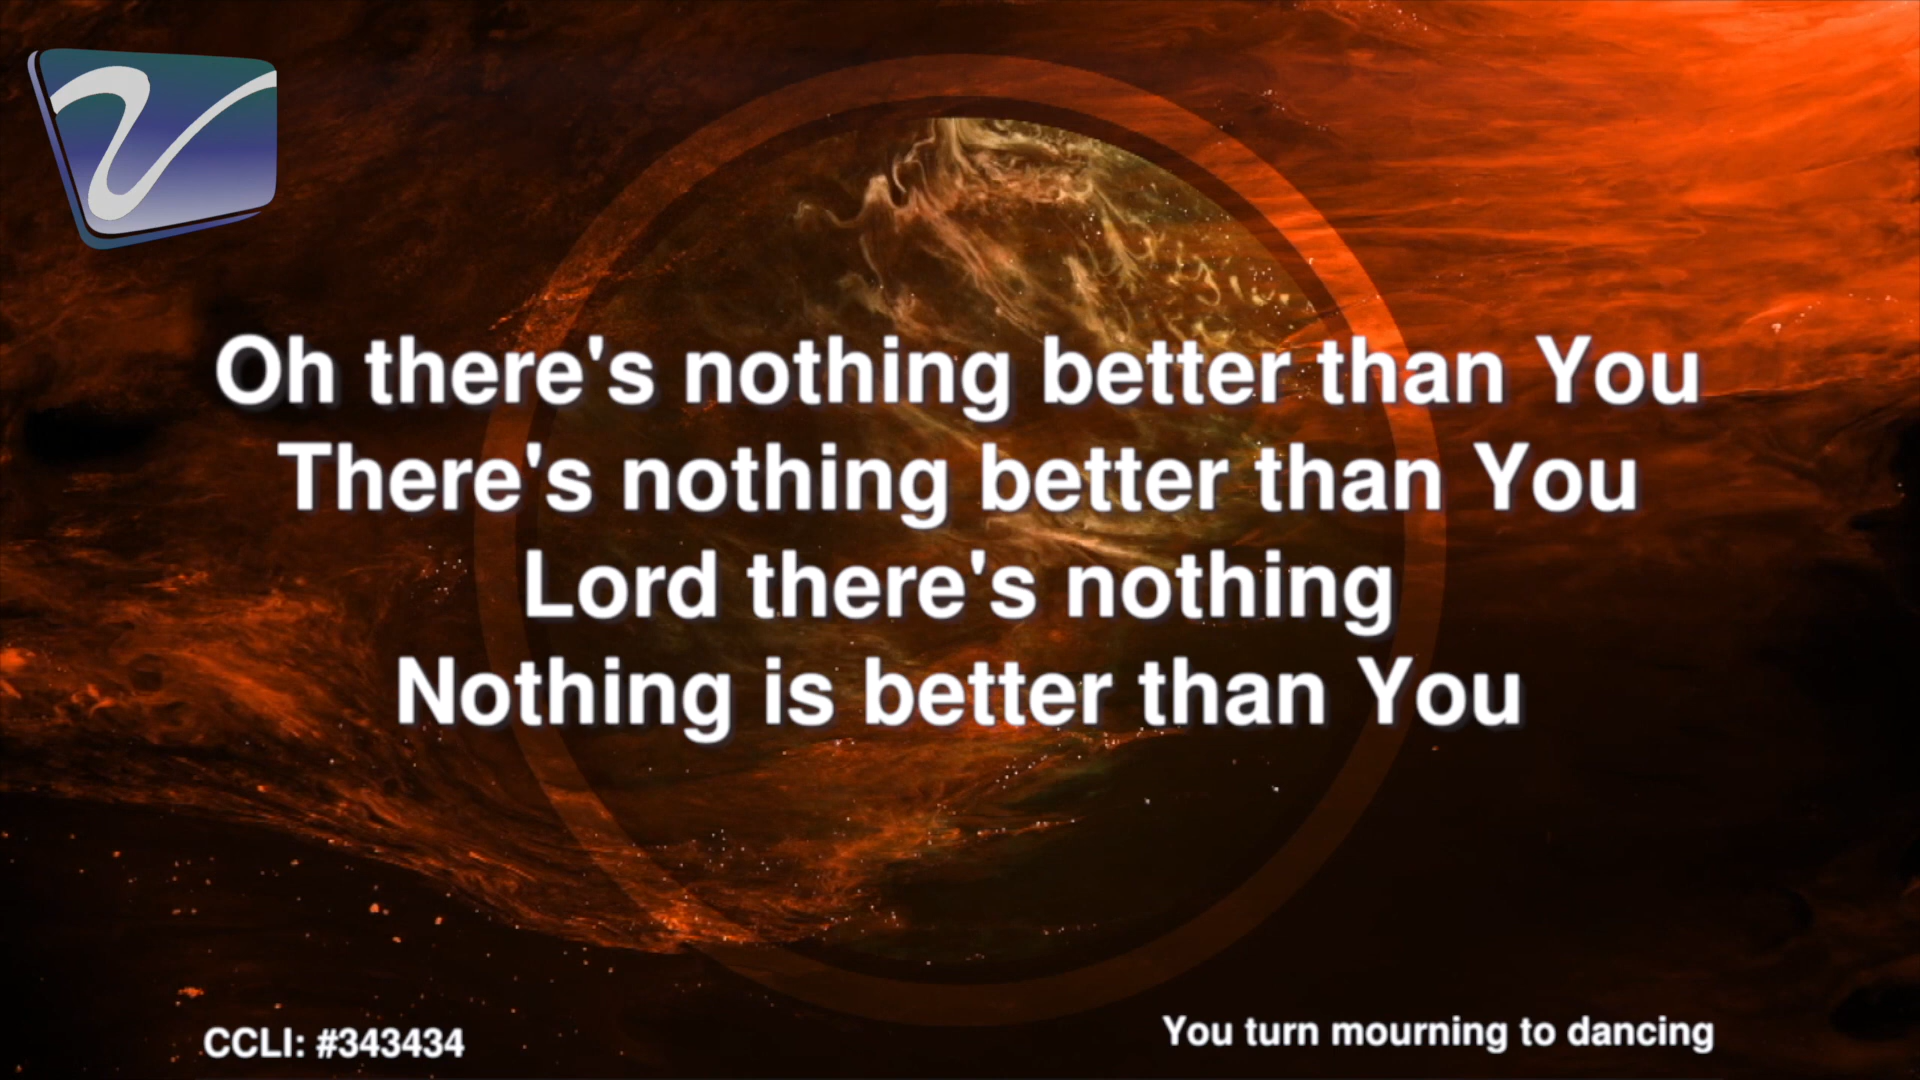 Oh there's nothing better than You
There's nothing better than You
Lord there's nothing
Nothing is better than You
CCLI: #343434
You turn mourning to dancing